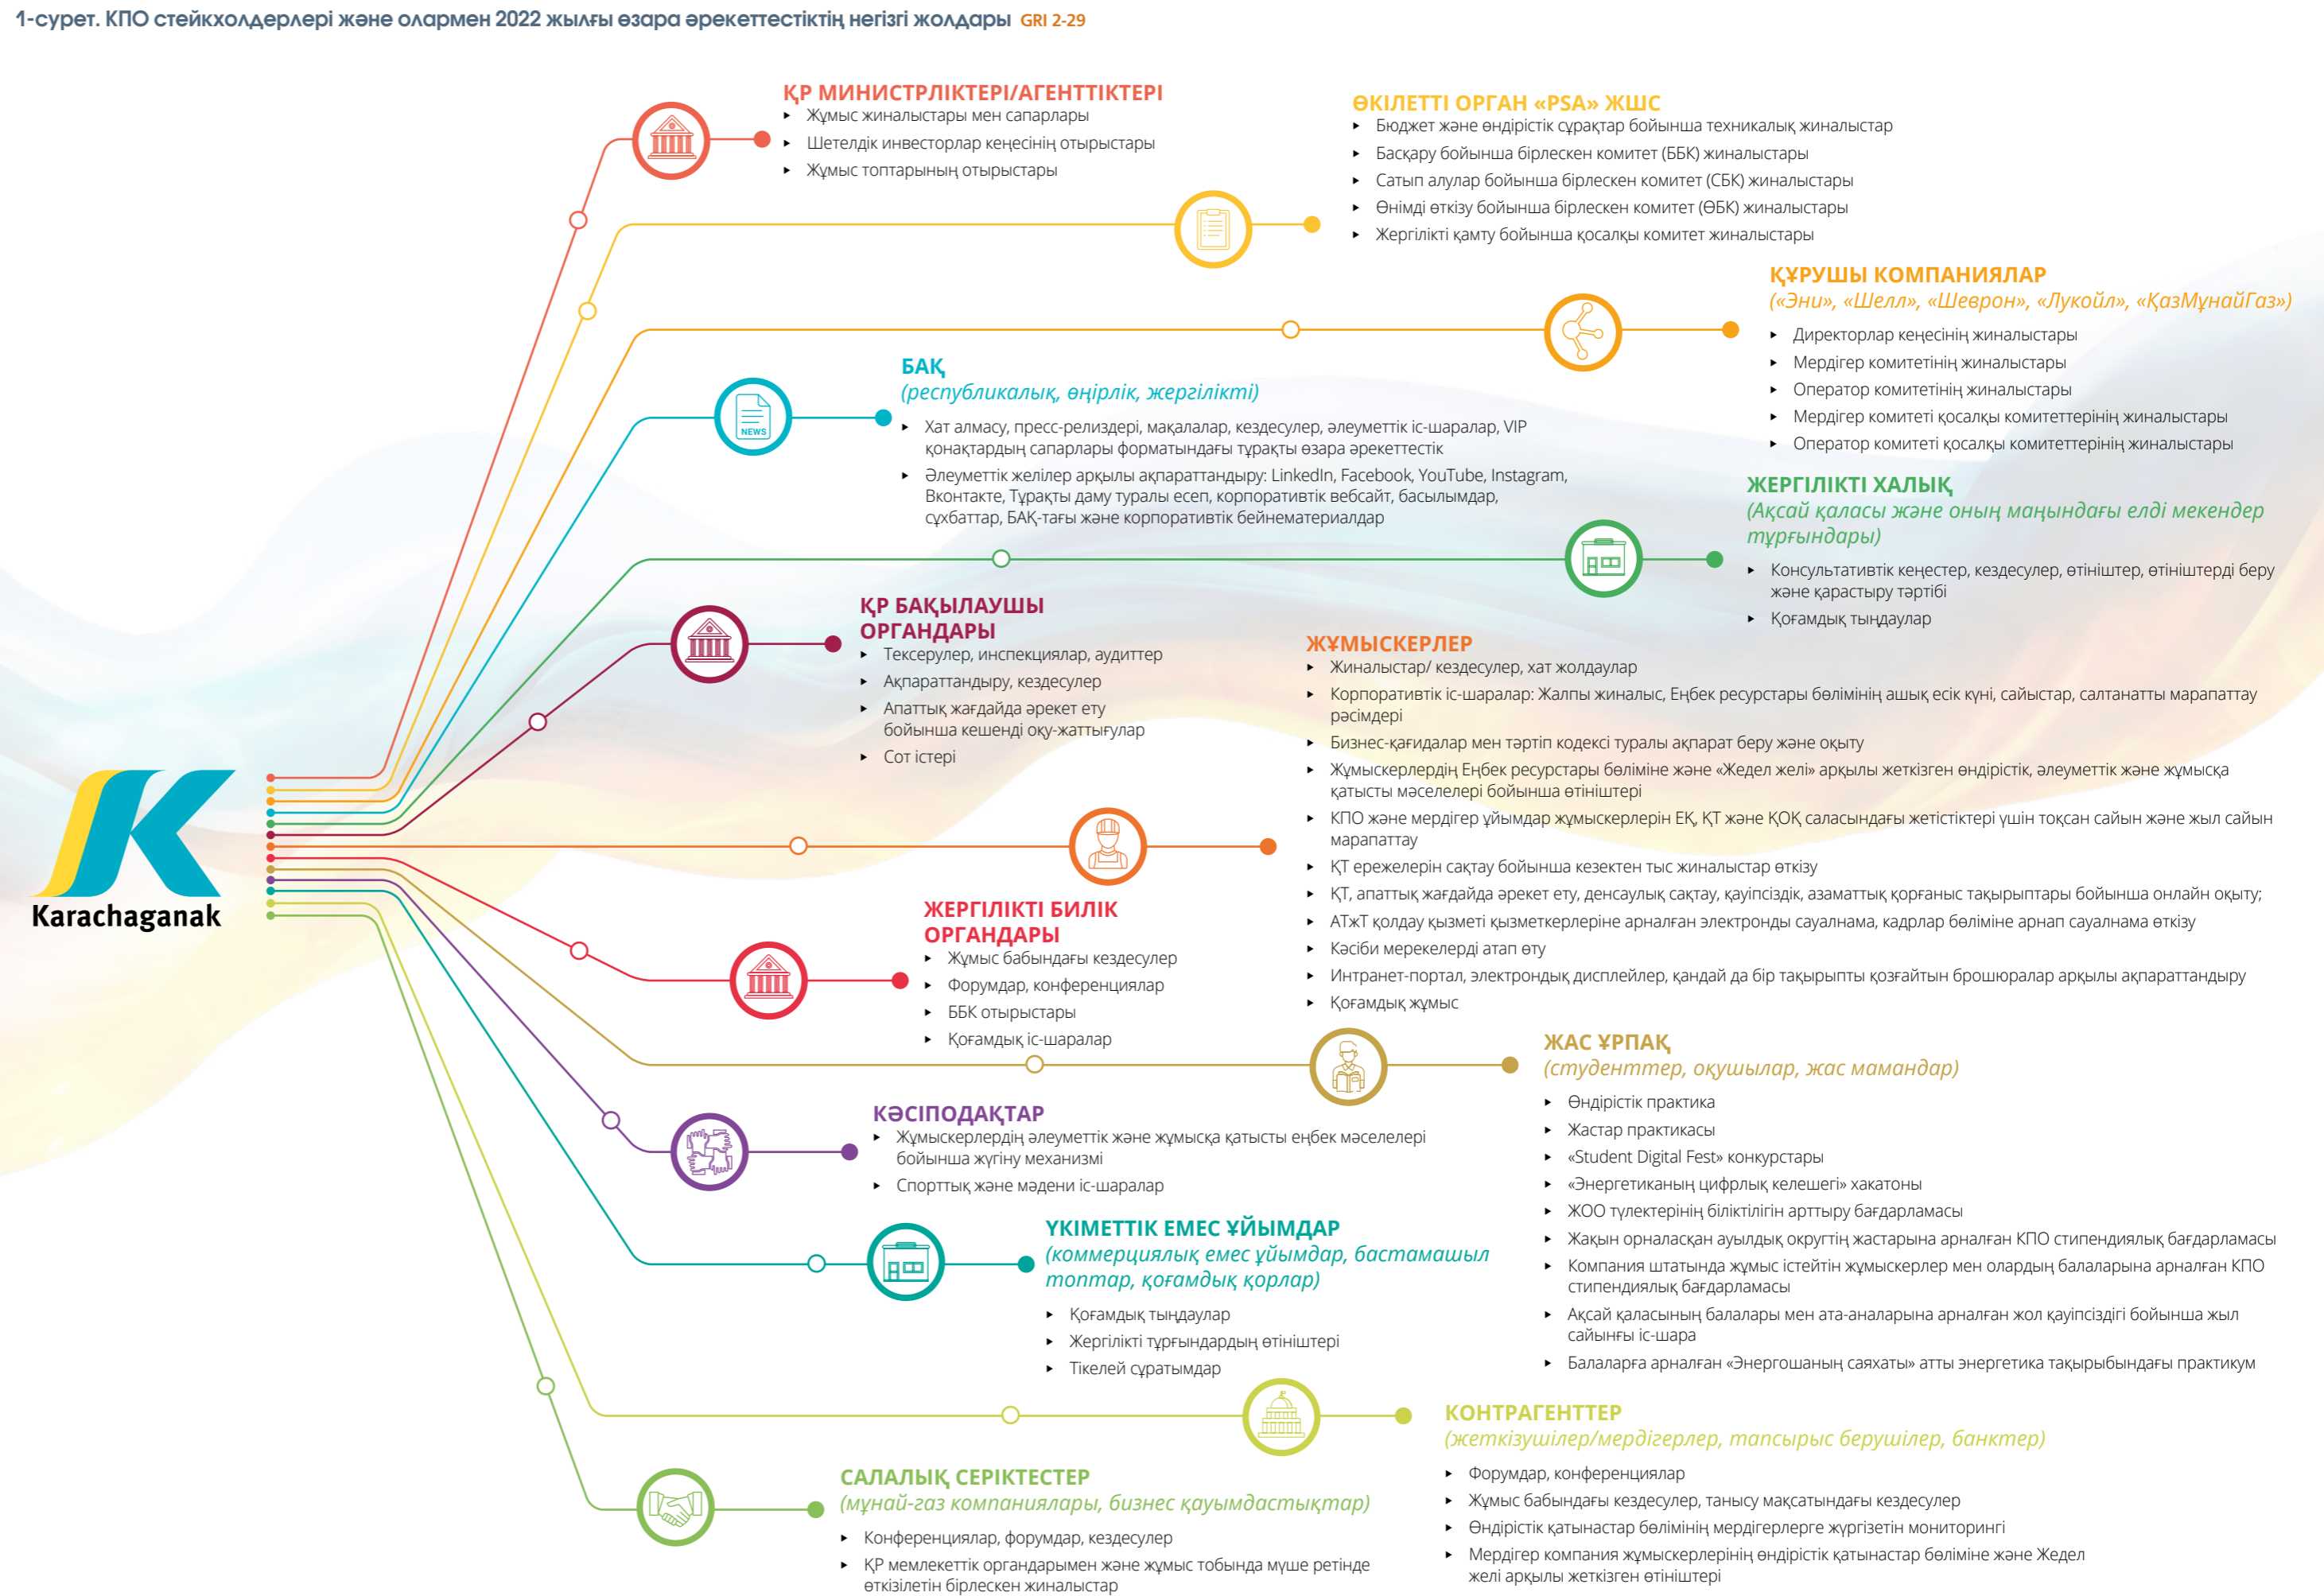 1-сурет. КПО стейкхолдерлері және олармен 2022 жылғы өзара әрекеттестіктің негізгі жолдары GRI 2-29
ҚР МИНИСТРЛІКТЕРІ/АГЕНТТІКТЕРІ
▸ Жұмыс жиналыстары мен сапарлары
▸ Шетелдік инвесторлар кеңесінің отырыстары
▸ Жұмыс топтарының отырыстары
ӨКІЛЕТТІ ОРГАН «PSA» ЖШС
▸ Бюджет және өндірістік сұрақтар бойынша техникалық жиналыстар
▸ Басқару бойынша бірлескен комитет (ББК) жиналыстары
▸ Сатып алулар бойынша бірлескен комитет (СБК) жиналыстары
▸ Өнімді өткізу бойынша бірлескен комитет (ӨБК) жиналыстары
▸ Жергілікті қамту бойынша қосалқы комитет жиналыстары
ҚҰРУШЫ КОМПАНИЯЛАР
(«Эни», «Шелл», «Шеврон», «Лукойл», «ҚазМұнайГаз»)
▸ Директорлар кеңесінің жиналыстары
▸ Мердігер комитетінің жиналыстары
▸ Оператор комитетінің жиналыстары
▸ Мердігер комитеті қосалқы комитеттерінің жиналыстары
▸ Оператор комитеті қосалқы комитеттерінің жиналыстары
NEWS
БАҚ
(республикалық, өңірлік, жергілікті)
▸ Хат алмасу, пресс-релиздері, мақалалар, кездесулер, әлеуметтік іс-шаралар, VIP
қонақтардың сапарлары форматындағы тұрақты өзара әрекеттестік
▸ Әлеуметтік желілер арқылы ақпараттандыру: LinkedIn, Facebook, YouTube, Instagram,
Вконтакте, Тұрақты даму туралы есеп, корпоративтік вебсайт, басылымдар,
сұхбаттар, БАҚ-тағы және корпоративтік бейнематериалдар
ЖЕРГІЛІКТІ ХАЛЫҚ
(Ақсай қаласы және оның маңындағы елді мекендер
тұрғындары)
▸ Консультативтік кеңестер, кездесулер, өтініштер, өтініштерді беру
және қарастыру тәртібі
▸ Қоғамдық тыңдаулар
ҚР БАҚЫЛАУШЫ
ОРГАНДАРЫ
▸ Тексерулер, инспекциялар, аудиттер
▸ Ақпараттандыру, кездесулер
▸ Апаттық жағдайда әрекет ету
бойынша кешенді оқу-жаттығулар
▸ Сот істері
ЖҰМЫСКЕРЛЕР
▸ Жиналыстар/ кездесулер, хат жолдаулар
▸ Корпоративтік іс-шаралар: Жалпы жиналыс, Еңбек ресурстары бөлімінің ашық есік күні, сайыстар, салтанатты марапаттау
рәсімдері
▸ Бизнес-қағидалар мен тәртіп кодексі туралы ақпарат беру және оқыту
▸ Жұмыскерлердің Еңбек ресурстары бөліміне және «Жедел желі» арқылы жеткізген өндірістік, әлеуметтік және жұмысқа
қатысты мәселелері бойынша өтініштері
▸ КПО және мердігер ұйымдар жұмыскерлерін ЕҚ, ҚТ және ҚОҚ саласындағы жетістіктері үшін тоқсан сайын және жыл сайын
марапаттау
▸ ҚТ ережелерін сақтау бойынша кезектен тыс жиналыстар өткізу
▸ ҚТ, апаттық жағдайда әрекет ету, денсаулық сақтау, қауіпсіздік, азаматтық қорғаныс тақырыптары бойынша онлайн оқыту;
▸ АТжТ қолдау қызметі қызметкерлеріне арналған электронды сауалнама, кадрлар бөліміне арнап сауалнама өткізу
▸ Кәсіби мерекелерді атап өту
▸ Интранет-портал, электрондық дисплейлер, қандай да бір тақырыпты қозғайтын брошюралар арқылы ақпараттандыру
▸ Қоғамдық жұмыс
Karachaganak
ЖЕРГІЛІКТІ БИЛІК
ОРГАНДАРЫ
▸ Жұмыс бабындағы кездесулер
▸ Форумдар, конференциялар
▸ ББК отырыстары
▸ Қоғамдық іс-шаралар
ЖАС ҰРПАҚ
(студенттер, оқушылар, жас мамандар)
▸ Өндірістік практика
▸ Жастар практикасы
▸ «Student Digital Fest» конкурстары
▸ «Энергетиканың цифрлық келешегі» хакатоны
▸ ЖОО түлектерінің біліктілігін арттыру бағдарламасы
▸ Жақын орналасқан ауылдық округтің жастарына арналған КПО стипендиялық бағдарламасы
▸ Компания штатында жұмыс істейтін жұмыскерлер мен олардың балаларына арналған КПО
стипендиялық бағдарламасы
▸ Ақсай қаласының балалары мен ата-аналарына арналған жол қауіпсіздігі бойынша жыл
сайынғы іс-шара
▸ Балаларға арналған «Энергошаның саяхаты» атты энергетика тақырыбындағы практикум
КӘСІПОДАҚТАР
▸ Жұмыскерлердің әлеуметтік және жұмысқа қатысты еңбек мәселелері
бойынша жүгіну механизмі
▸ Спорттық және мәдени іс-шаралар
ҮКІМЕТТІК ЕМЕС ҰЙЫМДАР
(коммерциялық емес ұйымдар, бастамашыл
топтар, қоғамдық қорлар)
▸ Қоғамдық тыңдаулар
▸ Жергілікті тұрғындардың өтініштері
▸ Тікелей сұратымдар
КОНТРАГЕНТТЕР
(жеткізушілер/мердігерлер, тапсырыс берушілер, банктер)
▸ Форумдар, конференциялар
▸ Жұмыс бабындағы кездесулер, танысу мақсатындағы кездесулер
▸ Өндірістік қатынастар бөлімінің мердігерлерге жүргізетін мониторингі
▸ Мердігер компания жұмыскерлерінің өндірістік қатынастар бөліміне және Жедел
желі арқылы жеткізген өтініштері
САЛАЛЫҚ СЕРІКТЕСТЕР
(мұнай-газ компаниялары, бизнес қауымдастықтар)
▸ Конференциялар, форумдар, кездесулер
▸ ҚР мемлекеттік органдарымен және жұмыс тобында мүше ретінде
өткізілетін бірлескен жиналыстар